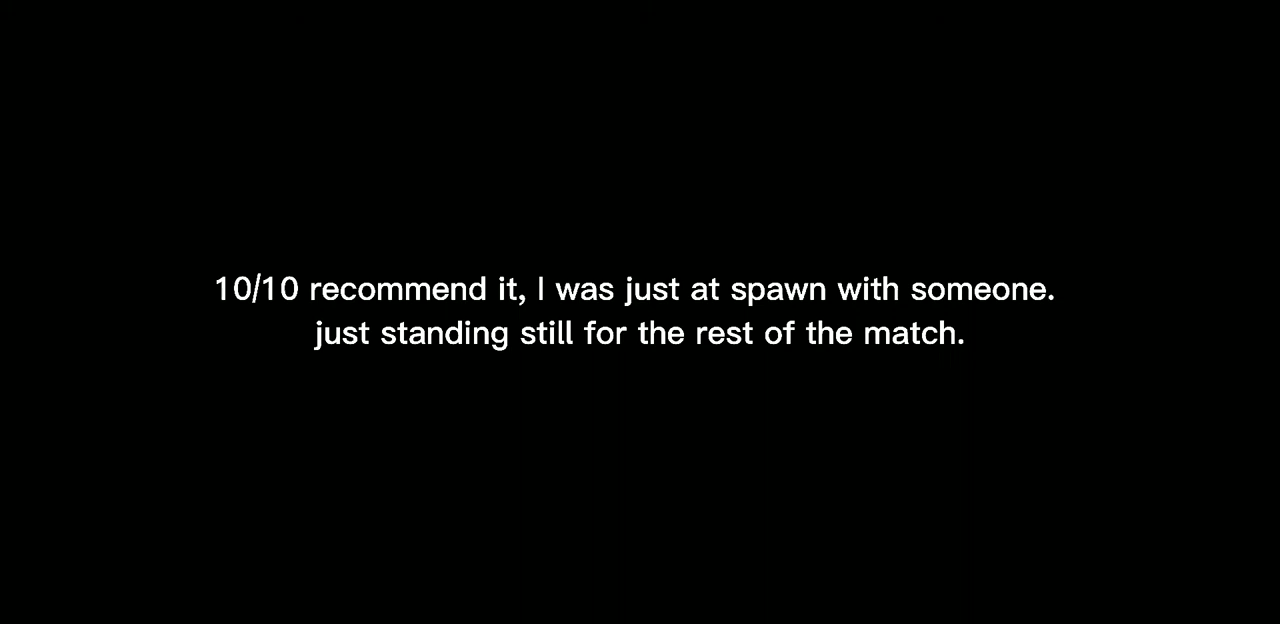 10/10 recommend it, I was just at spawn with someone.
just standing still for the rest of the match.